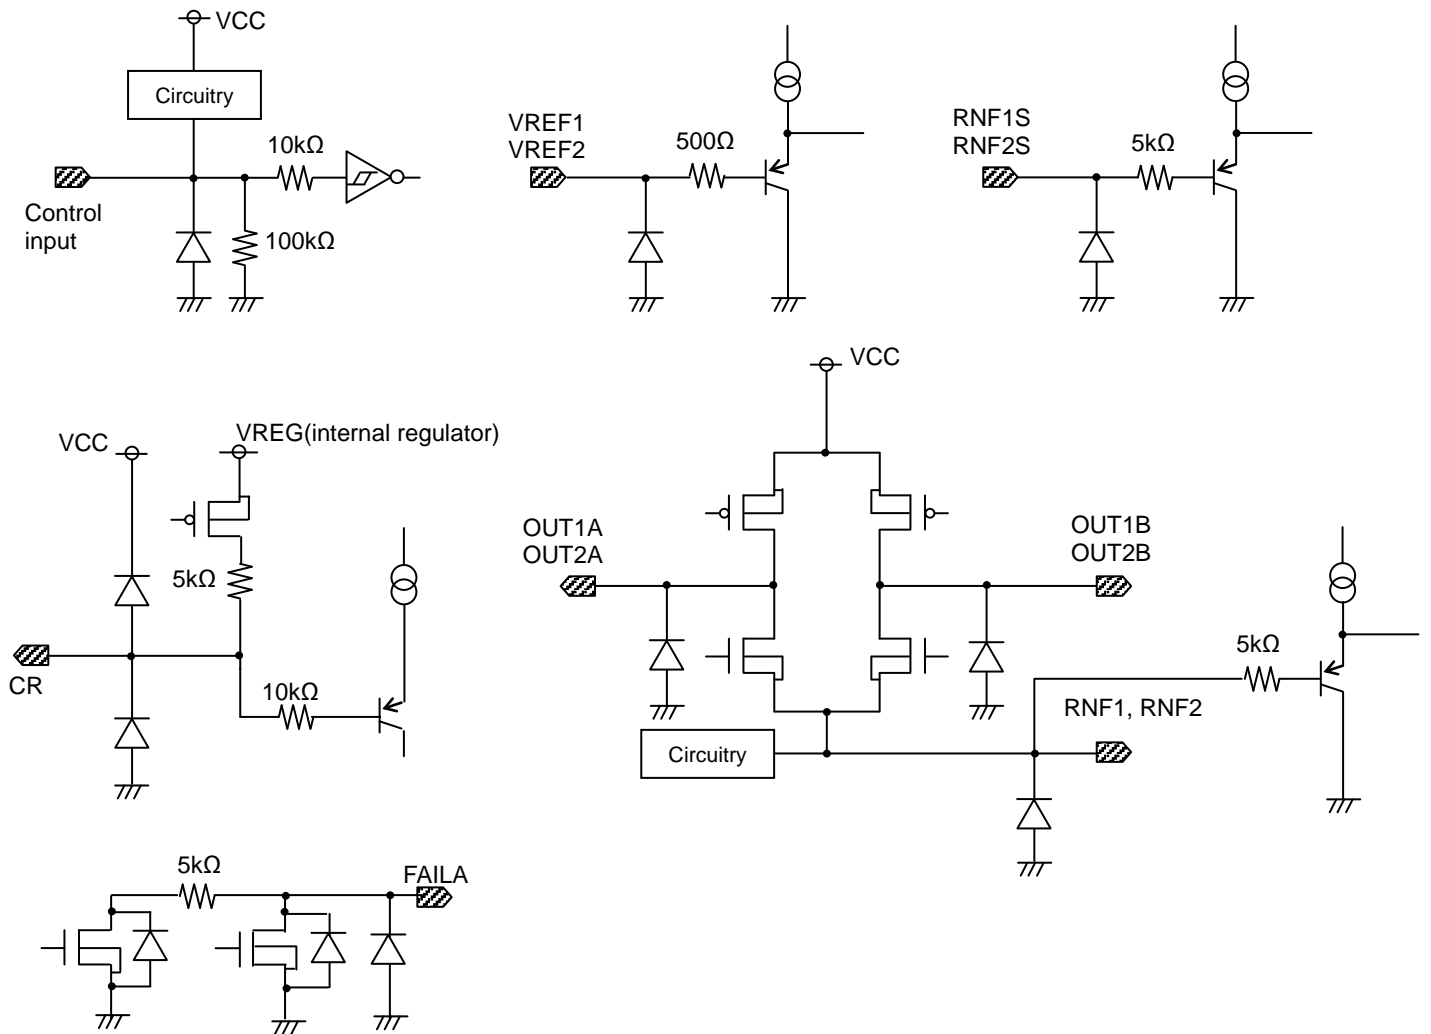 VCC
Circuitry
10kΩ
Control
input
100kΩ
VREF1
VREF2
500Ω
RNF1S
RNF2S
5kΩ
VCC
VREG(internal regulator)
5kΩ
CR
10kΩ
VCC
OUT1A
OUT2A
OUT1B
OUT2B
5kΩ
RNF1, RNF2
Circuitry
5kΩ
FAILA